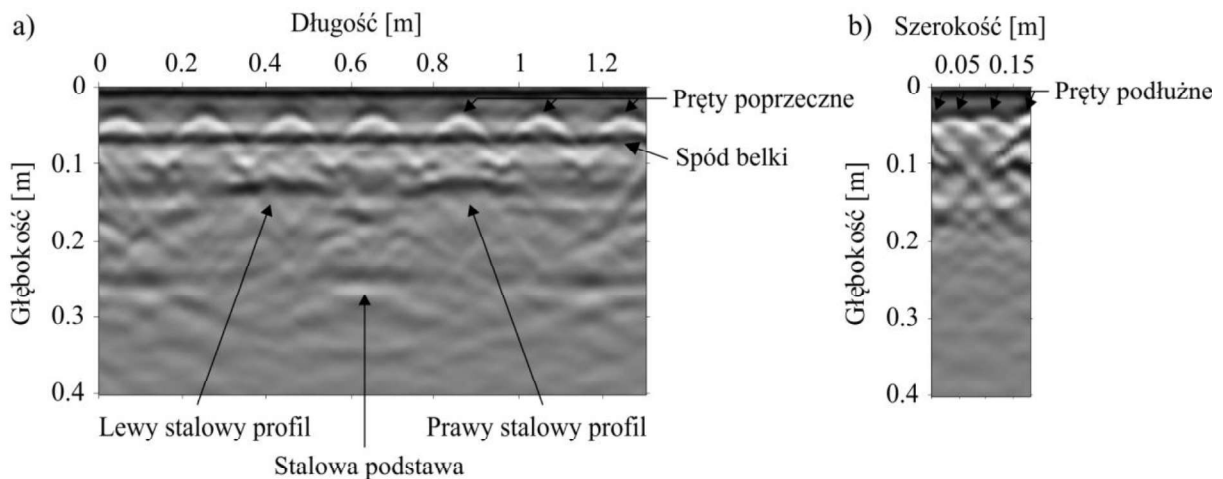 a)
Długość [m]
0 0.2 0.4 0.6 0.8 1 1.2
Głębokość [m]
0
0.1
0.2
0.3
0.4
Pręty poprzeczne
Spód belki
Lewy stalowy profil
Prawy stalowy profil
Stalowa podstawa
b)
Szerokość [m]
0.05 0.15
Głębokość [m]
0
0.1
0.2
0.3
0.4
Pręty podłużne